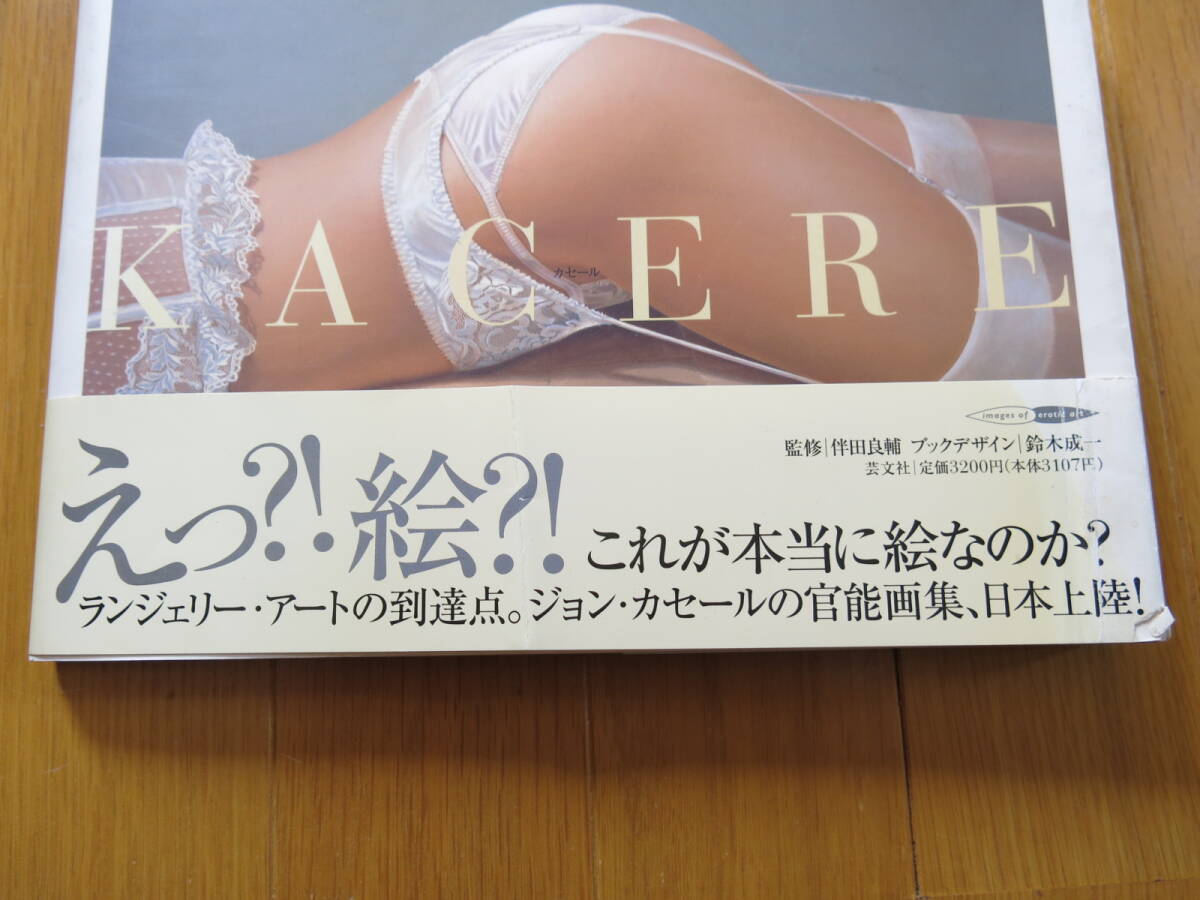 KACERE
カセール
images of erotic art
監修|伴田良輔 ブックデザイン|鈴木成一
芸文社|定価3200円(本体3107円)
えっ?!絵?! これが本当に絵なのか?
ランジェリー・アートの到達点。ジョン・カセールの官能画集、日本上陸!